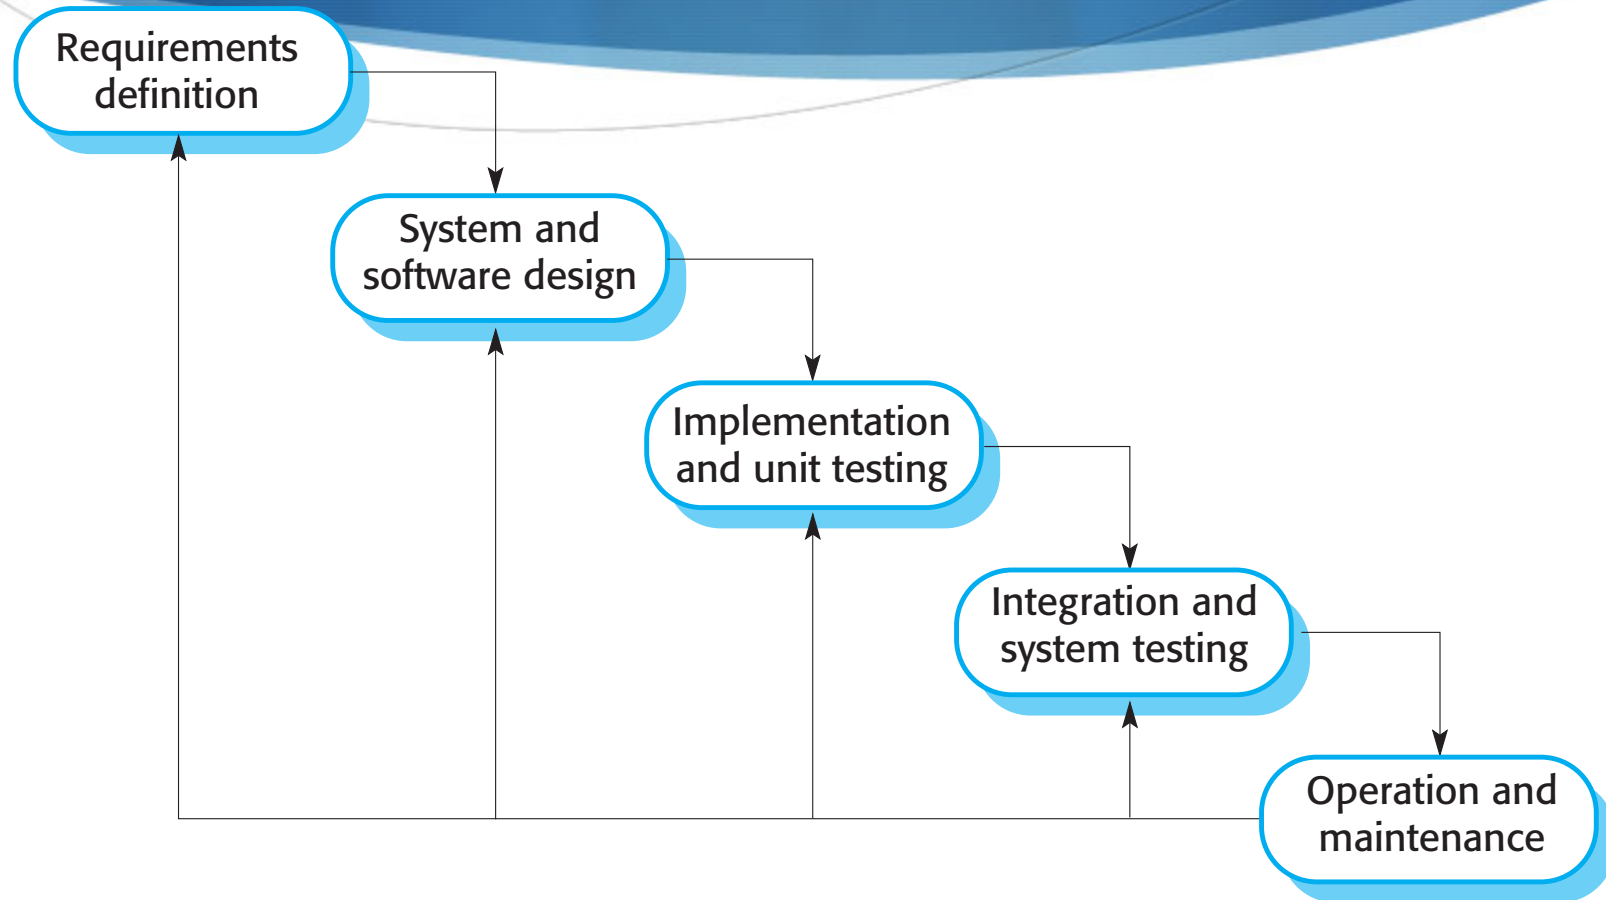 Requirements
definition
System and
software design
Implementation
and unit testing
Integration and
system testing
Operation and
maintenance